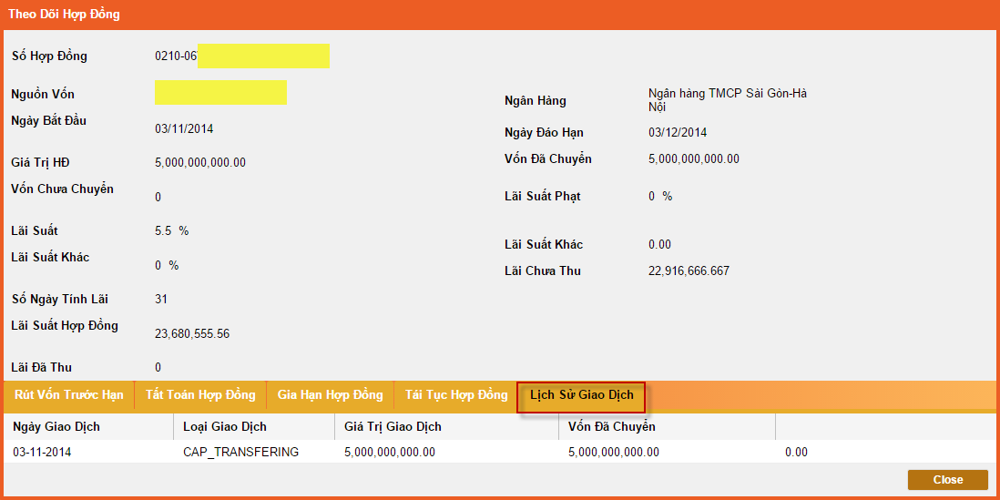 Theo Dõi Hợp Đồng
Số Hợp Đồng 0210-06
Nguồn Vốn
Ngân Hàng Ngân hàng TMCP Sài Gòn-Hà
Nội
Ngày Bắt Đầu 03/11/2014
Ngày Đáo Hạn 03/12/2014
Giá Trị HĐ 5,000,000,000.00
Vốn Đã Chuyển 5,000,000,000.00
Vốn Chưa Chuyển 0
Lãi Suất Phạt 0 %
Lãi Suất 5.5 %
Lãi Suất Khác 0.00
Lãi Suất Khác 0 %
Lãi Chưa Thu 22,916,666.667
Số Ngày Tính Lãi 31
Lãi Suất Hợp Đồng 23,680,555.56
Lãi Đã Thu 0
Rút Vốn Trước Hạn Tất Toán Hợp Đồng Gia Hạn Hợp Đồng Tái Tục Hợp Đồng Lịch Sử Giao Dịch
Ngày Giao Dịch Loại Giao Dịch Giá Trị Giao Dịch Vốn Đã Chuyển
03-11-2014 CAP_TRANSFERING 5,000,000,000.00 5,000,000,000.00 0.00
Close